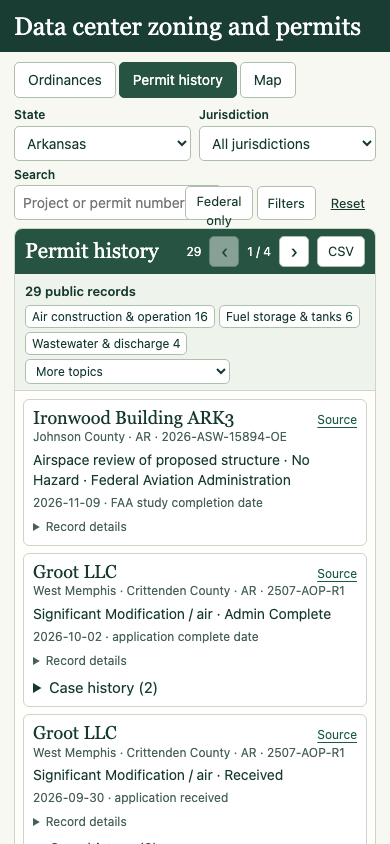 Data center zoning and permits
Ordinances
Permit history
Map
State
Jurisdiction
Arkansas
All jurisdictions
Search
Project or permit number
Federal only
Filters
Reset
Permit history
29
‹
1 / 4
›
CSV
29 public records
Air construction & operation 16
Fuel storage & tanks 6
Wastewater & discharge 4
More topics
Ironwood Building ARK3
Source
Johnson County · AR · 2026-ASW-15894-OE
Airspace review of proposed structure · No
Hazard · Federal Aviation Administration
2026-11-09 · FAA study completion date
Record details
Groot LLC
Source
West Memphis · Crittenden County · AR · 2507-AOP-R1
Significant Modification / air · Admin Complete
2026-10-02 · application complete date
Record details
Case history (2)
Groot LLC
Source
West Memphis · Crittenden County · AR · 2507-AOP-R1
Significant Modification / air · Received
2026-09-30 · application received
Record details